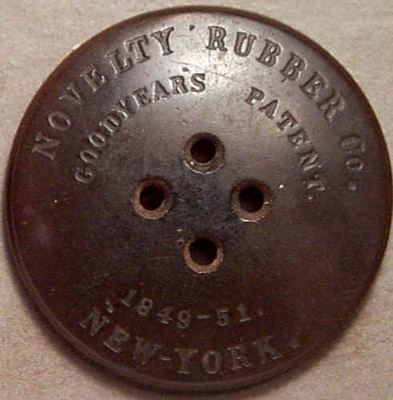 NOVELTY RUBBER CO.
GOODYEAR'S PATENT.
1849-51.
NEW-YORK.